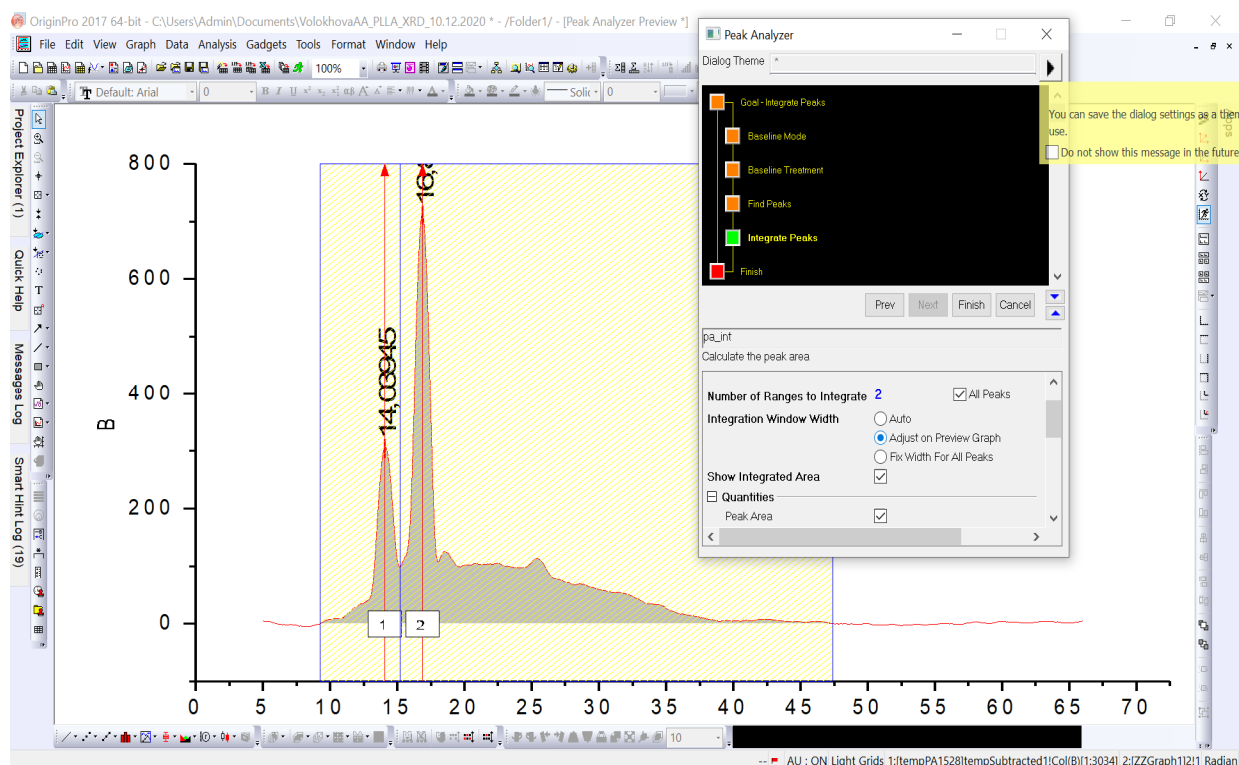 OriginPro 2017 64-bit - C:\Users\Admin\Documents\VolokhovaAA_PLLA_XRD_10.12.2020 * - /Folder1/ - [Peak Analyzer Preview *]
File Edit View Graph Data Analysis Gadgets Tools Format Window Help
100%
Default: Arial 0 B I U Solic 0
Project Explorer (1)
Quick Help
Messages Log
Smart Hint Log (19)
Peak Analyzer
Dialog Theme *
Goal - Integrate Peaks
Baseline Mode
Baseline Treatment
Find Peaks
Integrate Peaks
Finish
Prev Next Finish Cancel
pa_int
Calculate the peak area
Number of Ranges to Integrate 2 All Peaks
Integration Window Width Auto
Adjust on Preview Graph
Fix Width For All Peaks
Show Integrated Area
Quantities
Peak Area
You can save the dialog settings as a
use.
Do not show this message in the future
Apps
800
600
400
200
0
B
14,03945
1
2
0 5 10 15 20 25 30 35 40 45 50 55 60 65 70
10
-- AU : ON Light Grids 1:[tempPA1528]tempSubtracted1!Col(B)[1:3034] 2:[ZZGraph1]2!1 Radian